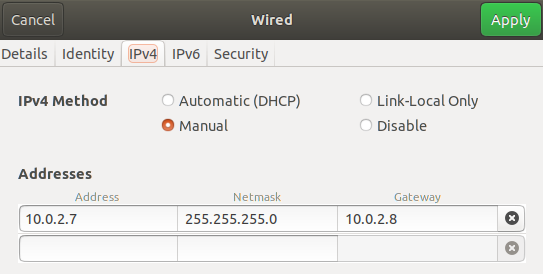 Cancel Wired Apply
Details Identity IPv4 IPv6 Security
IPv4 Method Automatic (DHCP) Link-Local Only
Manual Disable
Addresses
Address Netmask Gateway
10.0.2.7 255.255.255.0 10.0.2.8